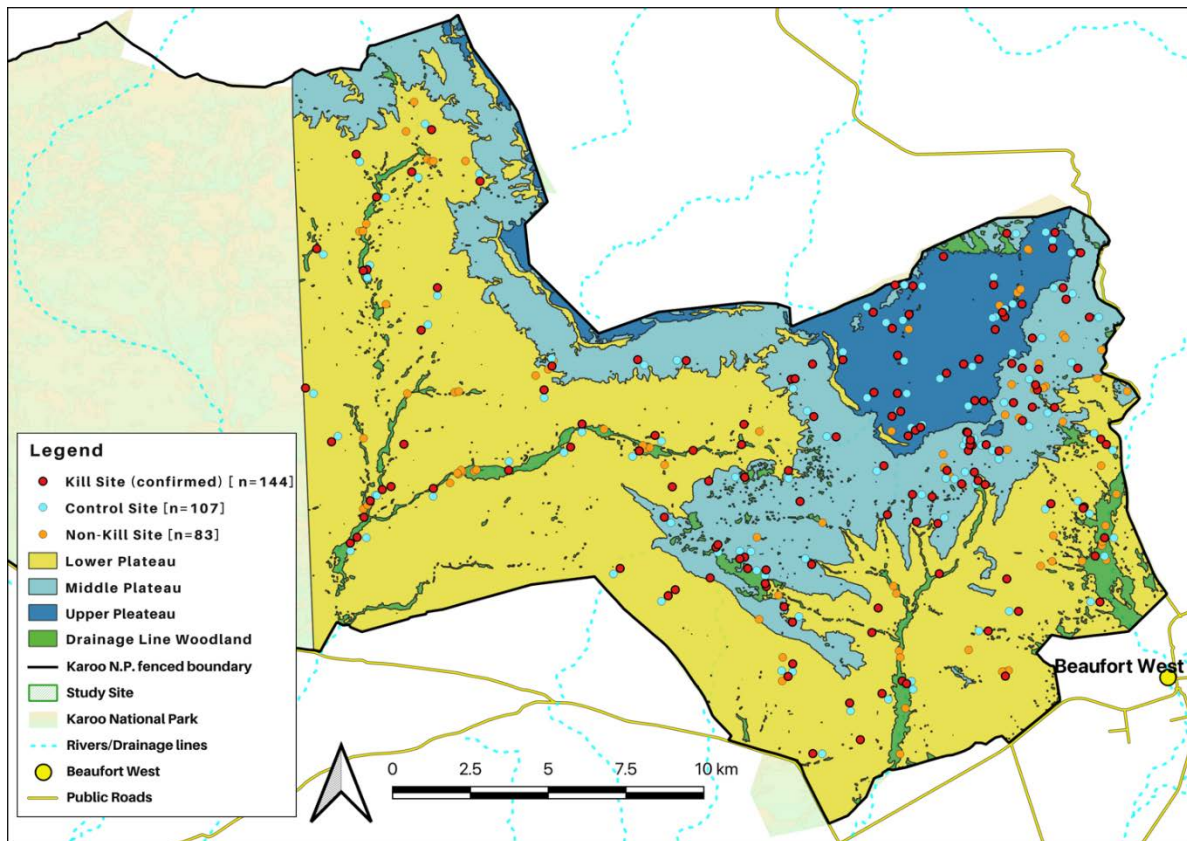 Legend
Kill Site (confirmed) [ n=144]
Control Site [n=107]
Non-Kill Site [n=83]
Lower Plateau
Middle Plateau
Upper Pleateau
Drainage Line Woodland
Karoo N.P. fenced boundary
Study Site
Karoo National Park
Rivers/Drainage lines
Beaufort West
Public Roads
0 2.5 5 7.5 10 km
Beaufort West